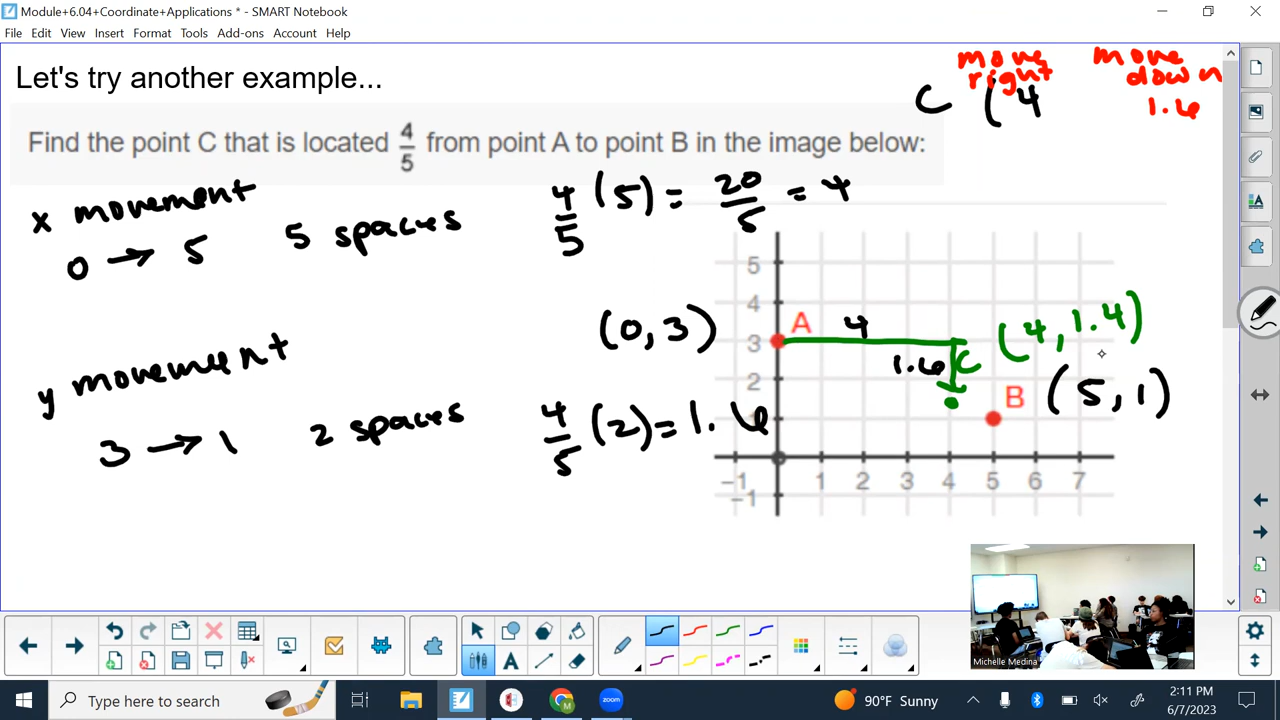 Module+6.04+Coordinate+Applications * - SMART Notebook
File Edit View Insert Format Tools Add-ons Account Help
Let's try another example...
move right
move down
1.6
C (4
Find the point C that is located 4/5 from point A to point B in the image below:
x movement
0 → 5
5 spaces
4/5 (5) = 20/5 = 4
y movement
3 → 1
2 spaces
4/5 (2) = 1.6
(0, 3)
A
4
1.6
C
(4, 1.4)
B
(5, 1)
5
4
3
2
-1
-1 1 2 3 4 5 6 7
Michelle Medina
Type here to search
zoom
90°F Sunny
2:11 PM
6/7/2023